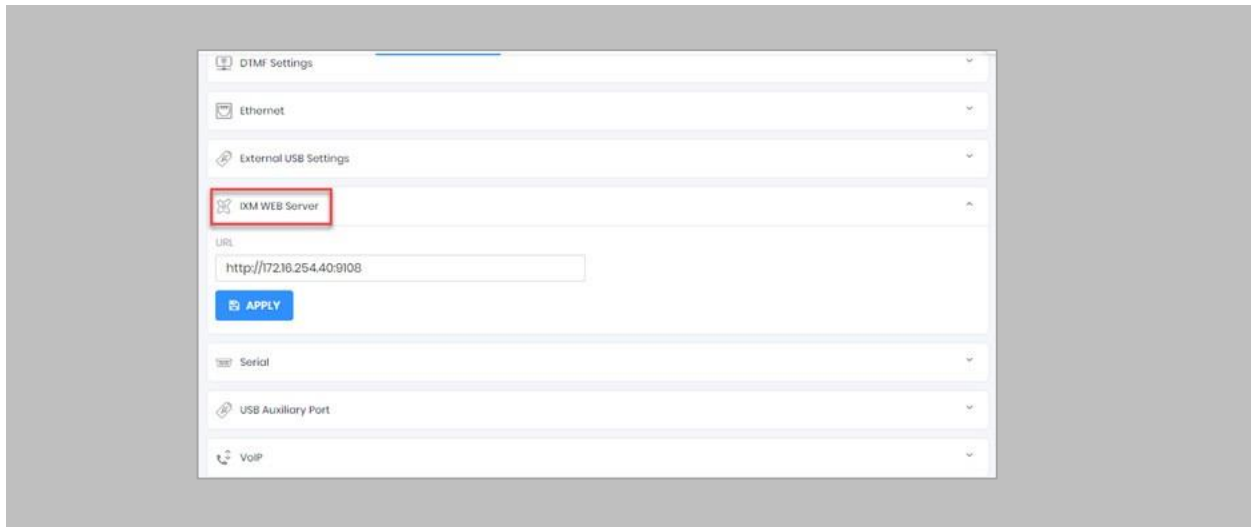 DTMF Settings
Ethernet
External USB Settings
IXM WEB Server
URL
http://172.16.254.40:9108
APPLY
Serial
USB Auxiliary Port
VoIP